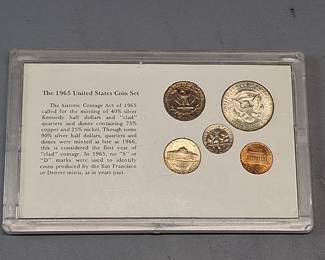 The 1965 United States Coin Set
The historic Coinage Act of 1965
called for the minting of 40% silver
Kennedy half dollars and "clad"
quarters and dimes containing 75%
copper and 25% nickel. Though some
90% silver half dollars, quarters and
dimes were minted as late as 1966,
this is considered the first year of
"clad" coinage. In 1965, no "S" or
"D" marks were used to identify
coins produced by the San Francisco
or Denver mints, as in years past.